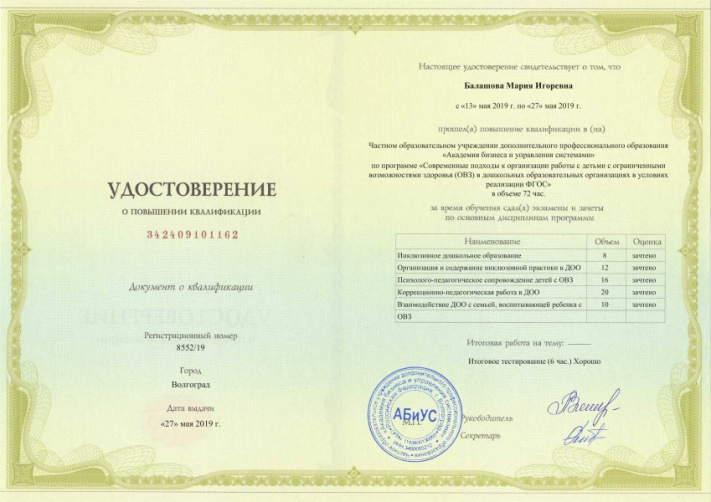 УДОСТОВЕРЕНИЕ
О ПОВЫШЕНИИ КВАЛИФИКАЦИИ
342409101162
Документ о квалификации
Регистрационный номер
8552/19
Город
Волгоград
Дата выдачи
«27» мая 2019 г.
Настоящее удостоверение свидетельствует о том, что
Балашова Мария Игоревна
с «13» мая 2019 г. по «27» мая 2019 г.
прошел(а) повышение квалификации в (на)
Частном образовательном учреждении дополнительного профессионального образования
«Академия бизнеса и управления системами»
по программе «Современные подходы к организации работы с детьми с ограниченными
возможностями здоровья (ОВЗ) в дошкольных образовательных организациях в условиях
реализации ФГОС»
в объеме 72 час.
за время обучения сдал(а) экзамены и зачеты
по основным дисциплинам программы
Наименование Объем Оценка
Инклюзивное дошкольное образование 8 зачтено
Организация и содержание инклюзивной практики в ДОО 12 зачтено
Психолого-педагогическое сопровождение детей с ОВЗ 16 зачтено
Коррекционно-педагогическая работа в ДОО 20 зачтено
Взаимодействие ДОО с семьей, воспитывающей ребенка с 10 зачтено
ОВЗ
Итоговая работа на тему:
Итоговое тестирование (6 час.) Хорошо
АБиУС
М.П.
Руководитель
Секретарь